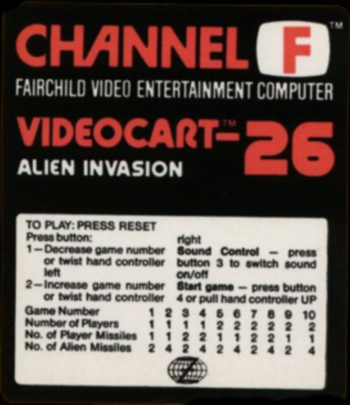 CHANNEL F™
FAIRCHILD VIDEO ENTERTAINMENT COMPUTER
VIDEOCART™-26
ALIEN INVASION
TO PLAY: PRESS RESET
Press button:
1—Decrease game number
or twist hand controller
left
2—Increase game number
or twist hand controller
right
Sound Control — press
button 3 to switch sound
on/off
Start game — press button
4 or pull hand controller UP
Game Number 1 2 3 4 5 6 7 8 9 10
Number of Players 1 1 1 1 2 2 2 2 2 2
No. of Player Missiles 1 1 2 2 1 1 2 2 1 1
No. of Alien Missiles 2 4 2 4 2 4 2 4 2 4